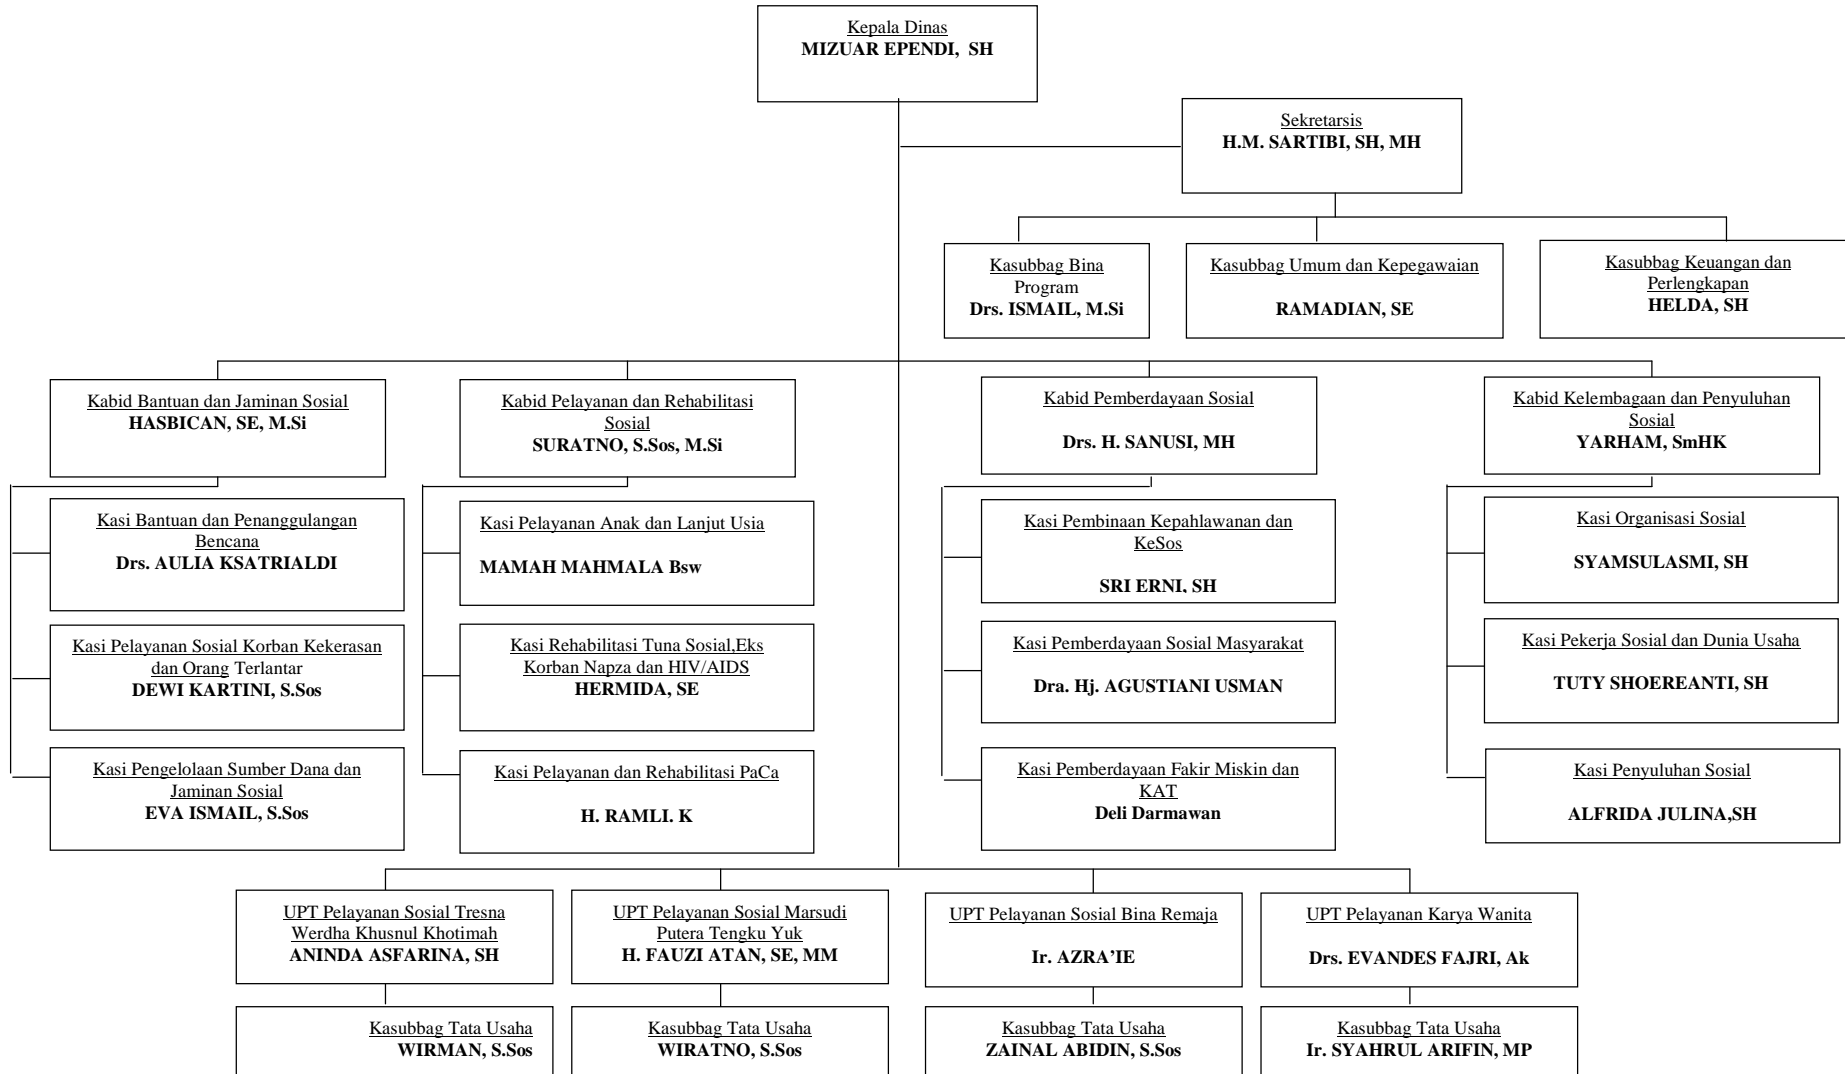 Kepala Dinas
MIZUAR EPENDI, SH
Sekretarsis
H.M. SARTIBI, SH, MH
Kasubbag Bina
Program
Drs. ISMAIL, M.Si
Kasubbag Umum dan Kepegawaian
RAMADIAN, SE
Kasubbag Keuangan dan
Perlengkapan
HELDA, SH
Kabid Bantuan dan Jaminan Sosial
HASBICAN, SE, M.Si
Kabid Pelayanan dan Rehabilitasi
Sosial
SURATNO, S.Sos, M.Si
Kabid Pemberdayaan Sosial
Drs. H. SANUSI, MH
Kabid Kelembagaan dan Penyuluhan
Sosial
YARHAM, SmHK
Kasi Bantuan dan Penanggulangan
Bencana
Drs. AULIA KSATRIALDI
Kasi Pelayanan Anak dan Lanjut Usia
MAMAH MAHMALA Bsw
Kasi Pembinaan Kepahlawanan dan
KeSos
SRI ERNI, SH
Kasi Organisasi Sosial
SYAMSULASMI, SH
Kasi Pelayanan Sosial Korban Kekerasan
dan Orang Terlantar
DEWI KARTINI, S.Sos
Kasi Rehabilitasi Tuna Sosial,Eks
Korban Napza dan HIV/AIDS
HERMIDA, SE
Kasi Pemberdayaan Sosial Masyarakat
Dra. Hj. AGUSTIANI USMAN
Kasi Pekerja Sosial dan Dunia Usaha
TUTY SHOEREANTI, SH
Kasi Pengelolaan Sumber Dana dan
Jaminan Sosial
EVA ISMAIL, S.Sos
Kasi Pelayanan dan Rehabilitasi PaCa
H. RAMLI. K
Kasi Pemberdayaan Fakir Miskin dan
KAT
Deli Darmawan
Kasi Penyuluhan Sosial
ALFRIDA JULINA,SH
UPT Pelayanan Sosial Tresna
Werdha Khusnul Khotimah
ANINDA ASFARINA, SH
UPT Pelayanan Sosial Marsudi
Putera Tengku Yuk
H. FAUZI ATAN, SE, MM
UPT Pelayanan Sosial Bina Remaja
Ir. AZRA’IE
UPT Pelayanan Karya Wanita
Drs. EVANDES FAJRI, Ak
Kasubbag Tata Usaha
WIRMAN, S.Sos
Kasubbag Tata Usaha
WIRATNO, S.Sos
Kasubbag Tata Usaha
ZAINAL ABIDIN, S.Sos
Kasubbag Tata Usaha
Ir. SYAHRUL ARIFIN, MP